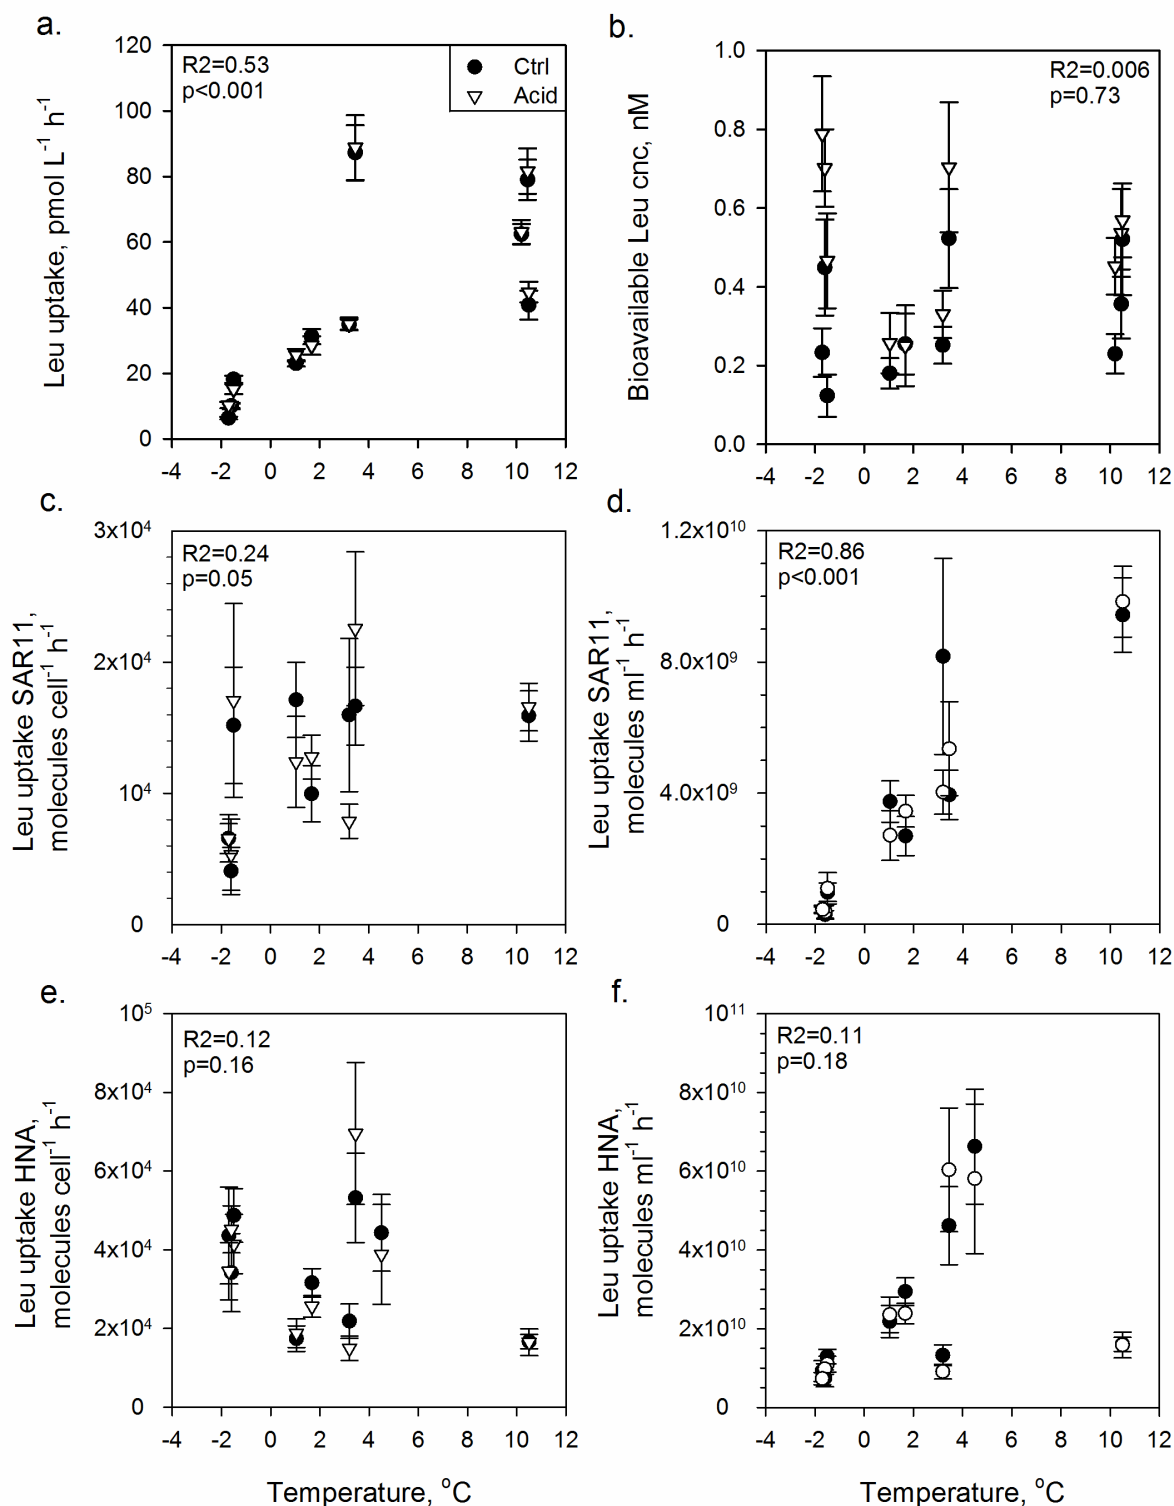 a.
Leu uptake, pmol L⁻¹ h⁻¹
120
100
80
60
40
20
0
R2=0.53
p<0.001
Ctrl
Acid
-4 -2 0 2 4 6 8 10 12
b.
Bioavailable Leu cnc, nM
1.0
0.8
0.6
0.4
0.2
0.0
R2=0.006
p=0.73
-4 -2 0 2 4 6 8 10 12
c.
Leu uptake SAR11,
molecules cell⁻¹ h⁻¹
3x10⁴
2x10⁴
10⁴
0
R2=0.24
p=0.05
-4 -2 0 2 4 6 8 10 12
d.
Leu uptake SAR11,
molecules ml⁻¹ h⁻¹
1.2x10¹⁰
8.0x10⁹
4.0x10⁹
0
R2=0.86
p<0.001
-4 -2 0 2 4 6 8 10 12
e.
Leu uptake HNA,
molecules cell⁻¹ h⁻¹
10⁵
8x10⁴
6x10⁴
4x10⁴
2x10⁴
0
R2=0.12
p=0.16
-4 -2 0 2 4 6 8 10 12
Temperature, °C
f.
Leu uptake HNA,
molecules ml⁻¹ h⁻¹
10¹¹
8x10¹⁰
6x10¹⁰
4x10¹⁰
2x10¹⁰
0
R2=0.11
p=0.18
-4 -2 0 2 4 6 8 10 12
Temperature, °C